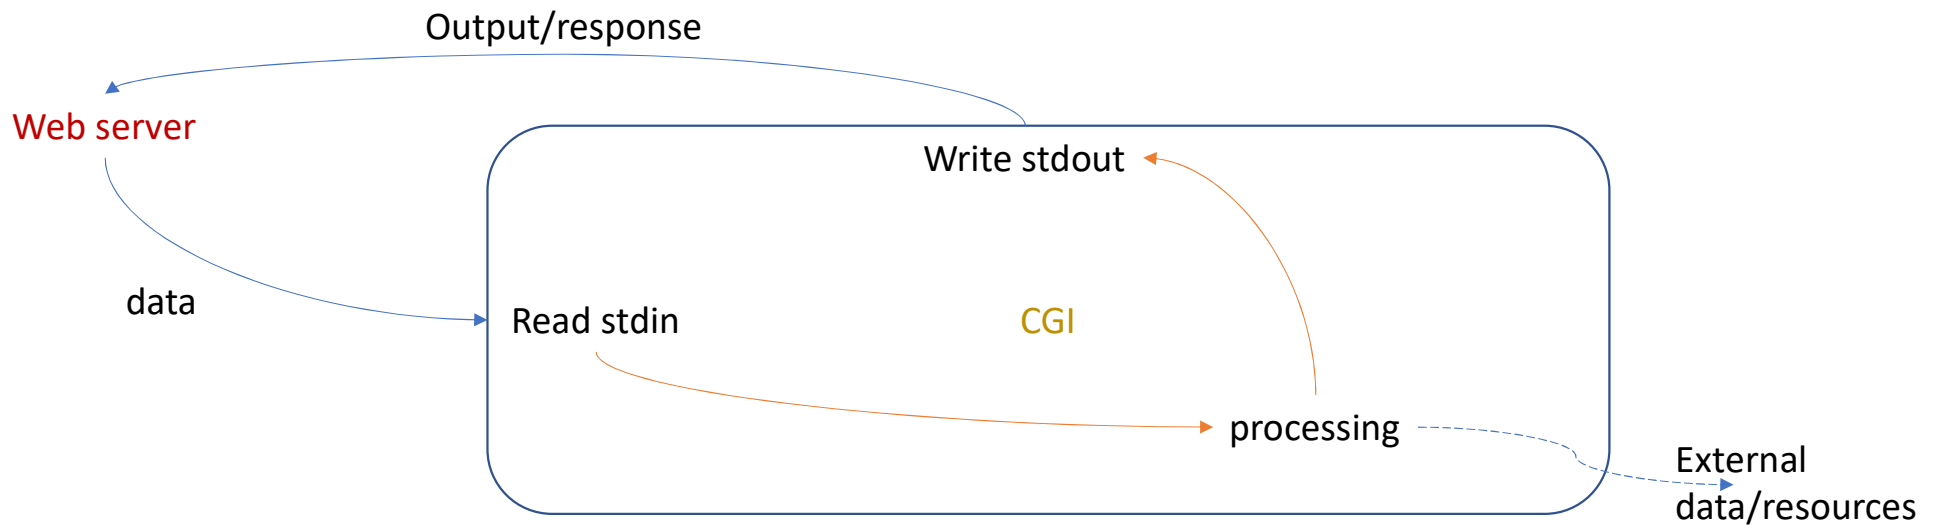 Output/response
Web server
Write stdout
data
Read stdin
CGI
processing
External
data/resources